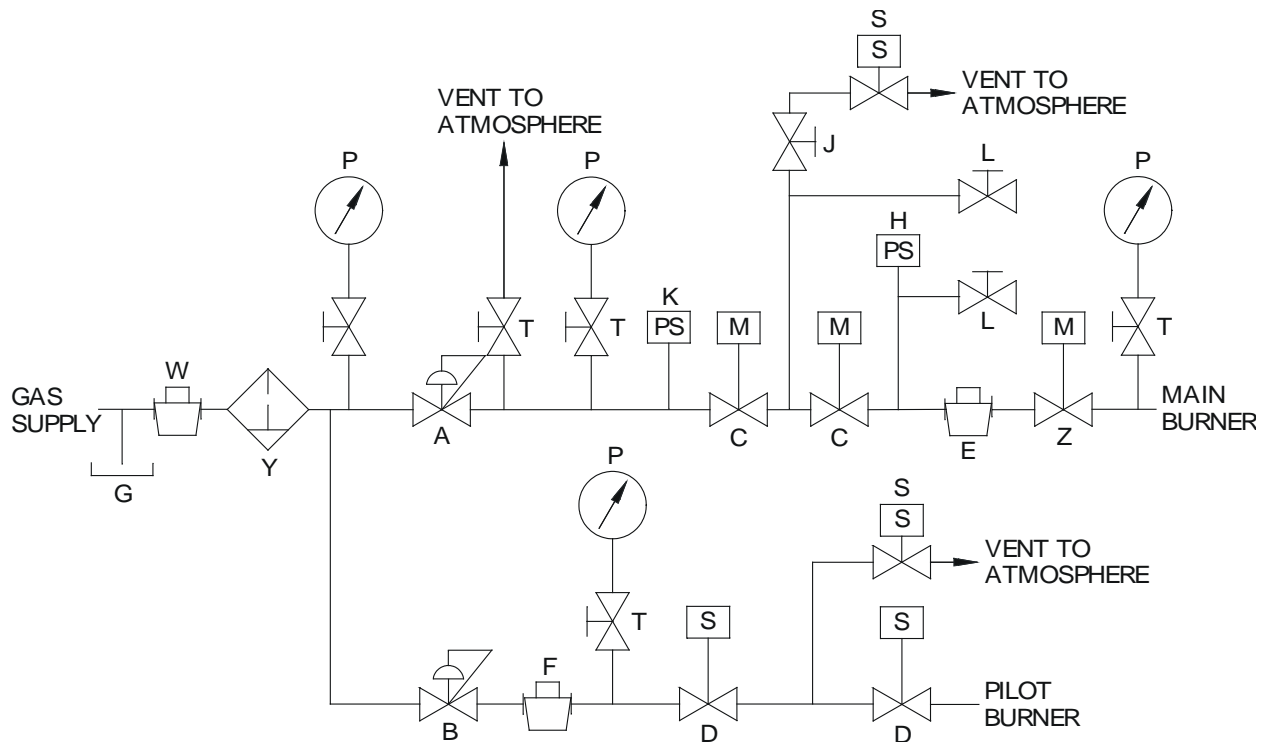 S
S
VENT TO
ATMOSPHERE
VENT TO
ATMOSPHERE
J
P
P
L
P
H
PS
K
PS
T
T
M
M
L
M
T
W
GAS
SUPPLY
MAIN
BURNER
A
C
C
E
Z
Y
G
P
S
S
VENT TO
ATMOSPHERE
T
S
S
F
PILOT
BURNER
B
D
D